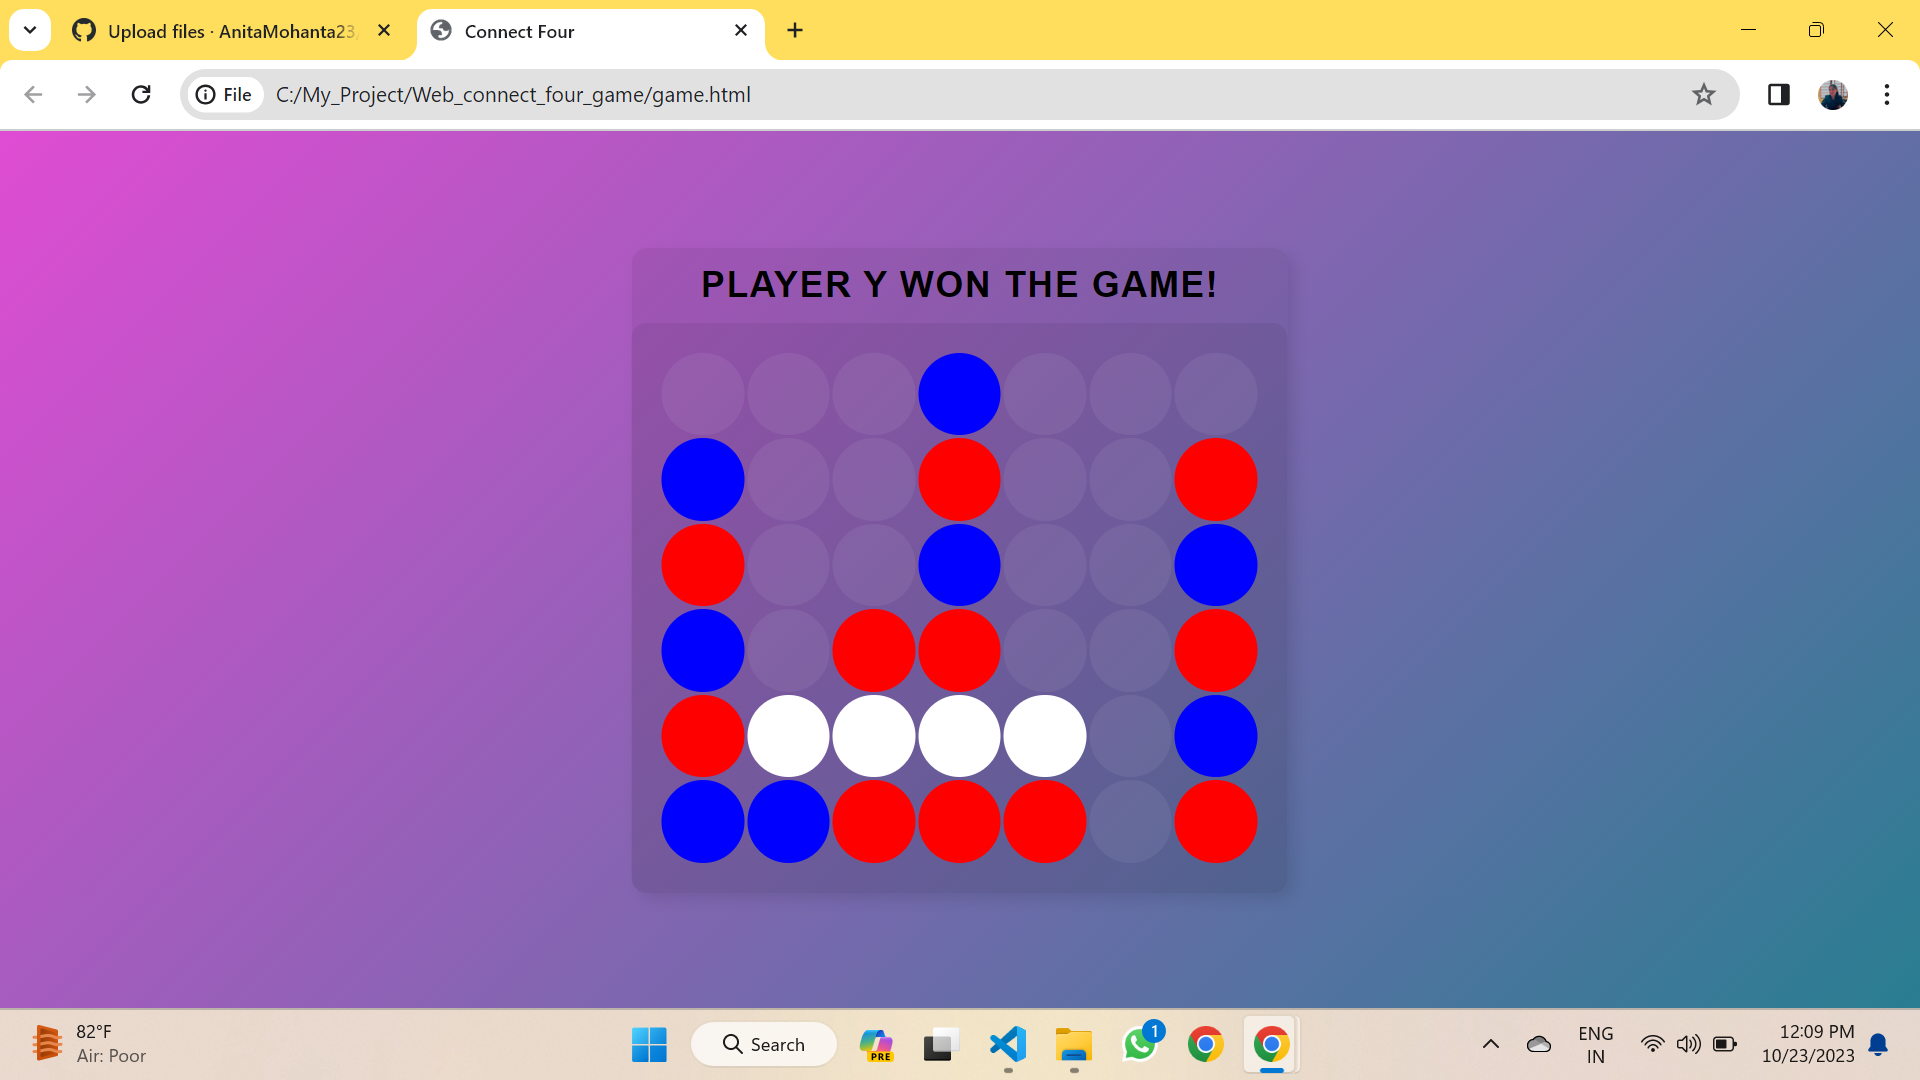 Upload files · AnitaMohanta23
Connect Four
File
C:/My_Project/Web_connect_four_game/game.html
PLAYER Y WON THE GAME!
82°F
Air: Poor
Search
PRE
1
ENG
IN
12:09 PM
10/23/2023